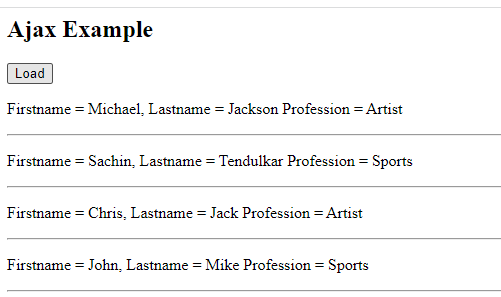 Ajax Example
Load
Firstname = Michael, Lastname = Jackson Profession = Artist
Firstname = Sachin, Lastname = Tendulkar Profession = Sports
Firstname = Chris, Lastname = Jack Profession = Artist
Firstname = John, Lastname = Mike Profession = Sports